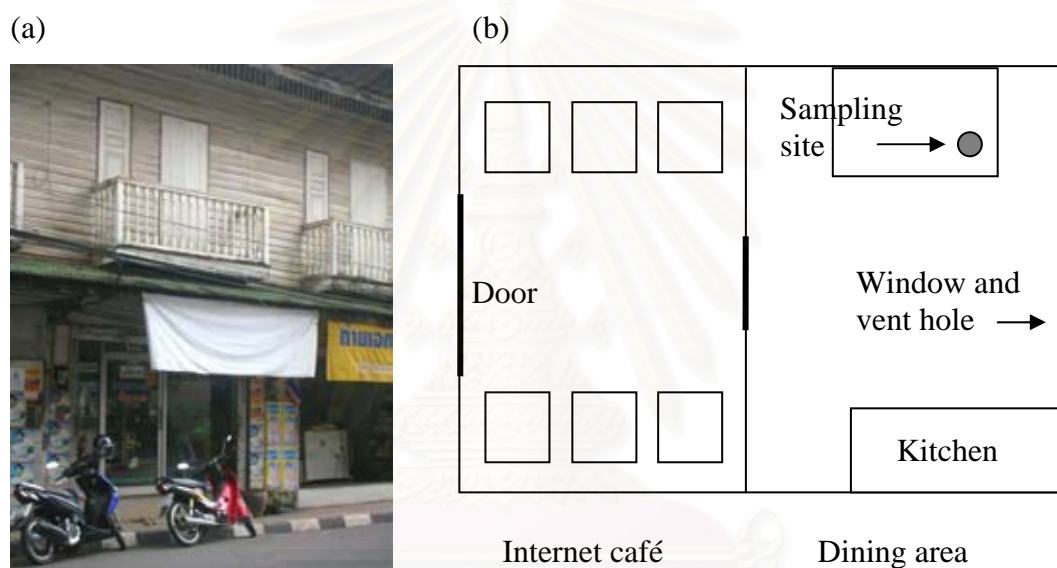 (a)
(b)
Sampling
site
Door
Window and
vent hole
Kitchen
Internet café
Dining area